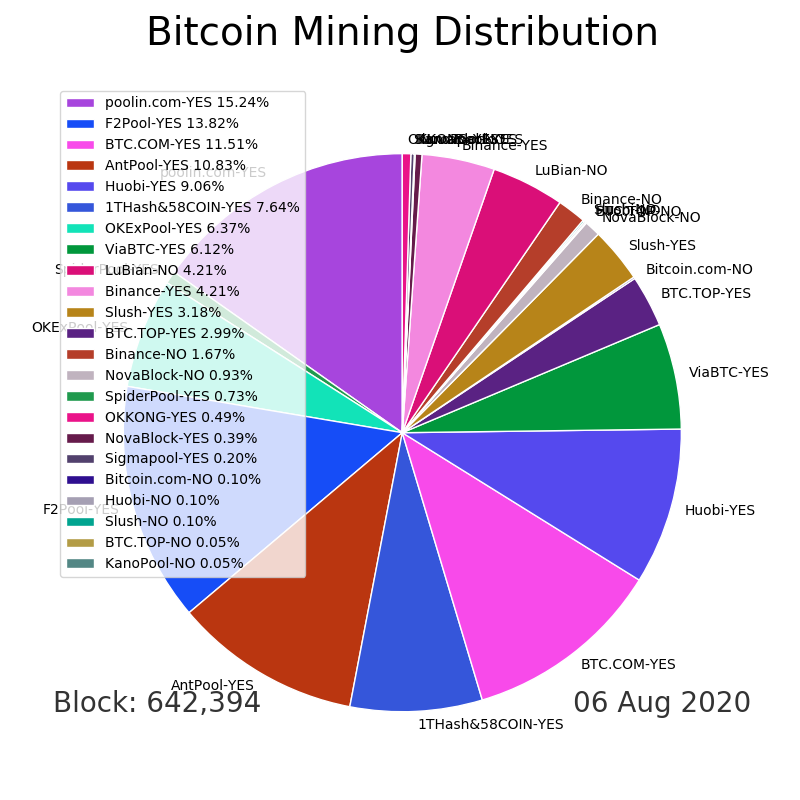 Bitcoin Mining Distribution
poolin.com-YES 15.24%
F2Pool-YES 13.82%
BTC.COM-YES 11.51%
AntPool-YES 10.83%
Huobi-YES 9.06%
1THash&58COIN-YES 7.64%
OKExPool-YES 6.37%
ViaBTC-YES 6.12%
LuBian-NO 4.21%
Binance-YES 4.21%
Slush-YES 3.18%
BTC.TOP-YES 2.99%
Binance-NO 1.67%
NovaBlock-NO 0.93%
SpiderPool-YES 0.73%
OKKONG-YES 0.49%
NovaBlock-YES 0.39%
Sigmapool-YES 0.20%
Bitcoin.com-NO 0.10%
Huobi-NO 0.10%
Slush-NO 0.10%
BTC.TOP-NO 0.05%
KanoPool-NO 0.05%
Binance-YES
LuBian-NO
Binance-NO
NovaBlock-NO
Slush-YES
Bitcoin.com-NO
BTC.TOP-YES
ViaBTC-YES
Huobi-YES
BTC.COM-YES
1THash&58COIN-YES
AntPool-YES
F2Pool-YES
OKExPool-YES
poolin.com-YES
Block: 642,394
06 Aug 2020